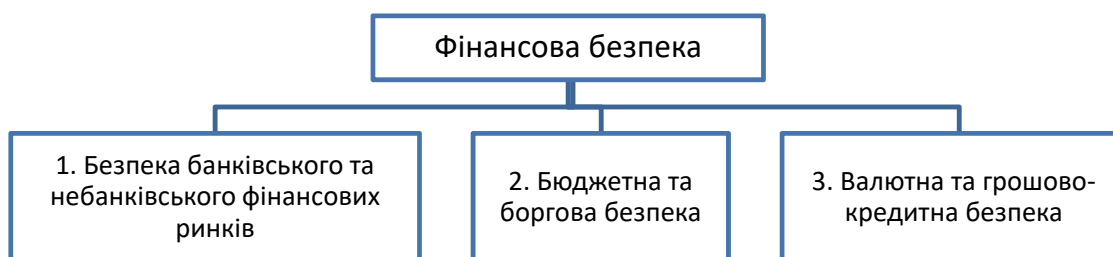 Фінансова безпека
1. Безпека банківського та
небанківського фінансових
ринків
2. Бюджетна та
боргова безпека
3. Валютна та грошово-
кредитна безпека